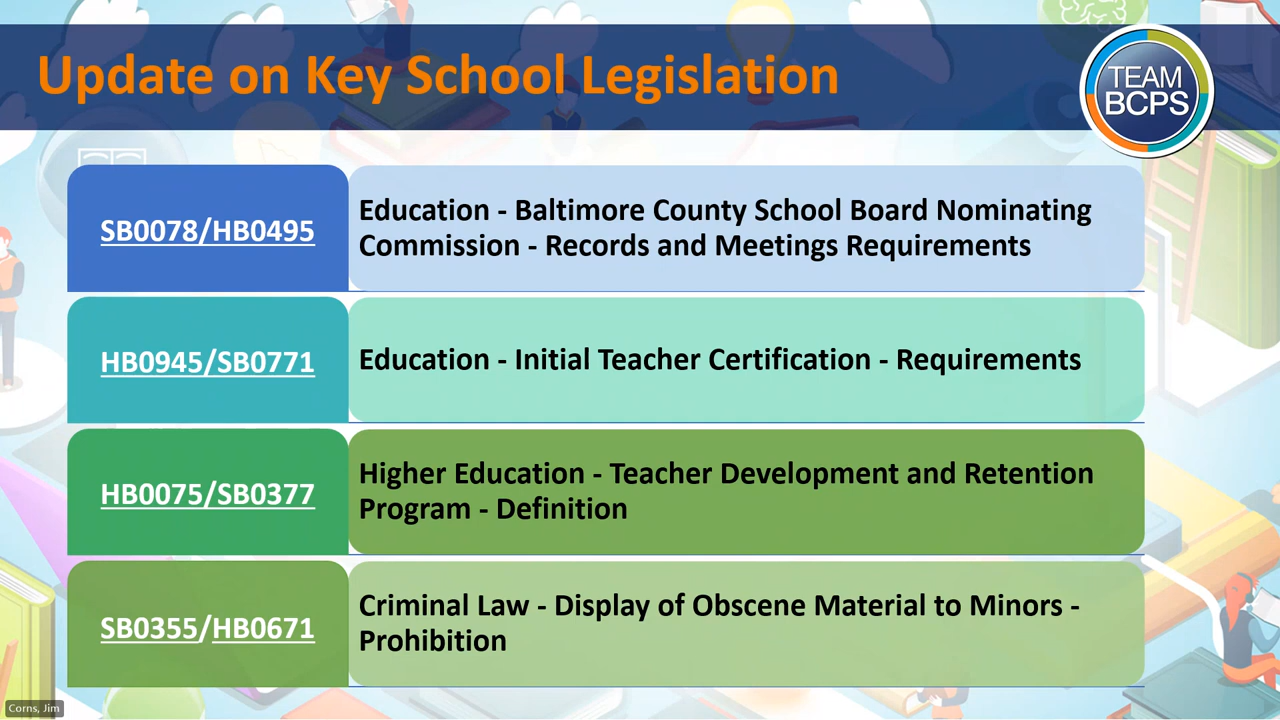 Update on Key School Legislation
TEAM
BCPS
SB0078/HB0495
Education - Baltimore County School Board Nominating
Commission - Records and Meetings Requirements
HB0945/SB0771
Education - Initial Teacher Certification - Requirements
HB0075/SB0377
Higher Education - Teacher Development and Retention
Program - Definition
SB0355/HB0671
Criminal Law - Display of Obscene Material to Minors -
Prohibition
Corns, Jim